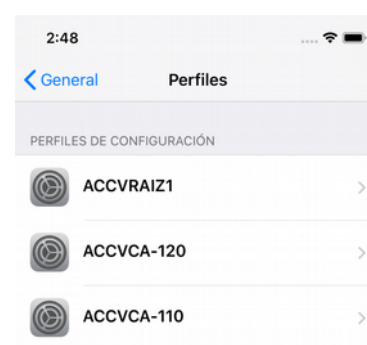 2:48
General Perfiles
PERFILES DE CONFIGURACIÓN
ACCVRAIZ1
ACCVCA-120
ACCVCA-110